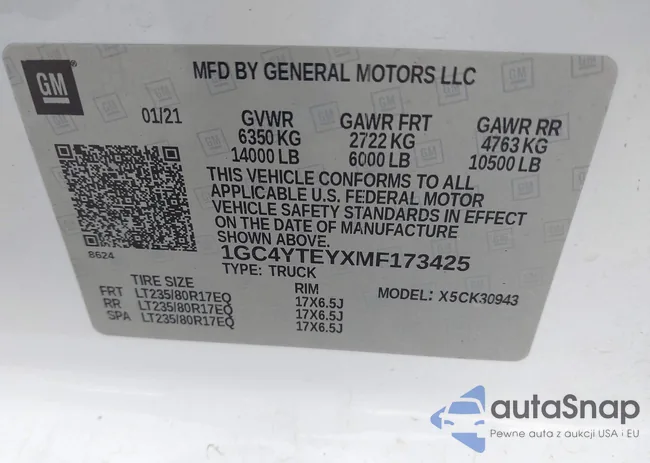 GM
MFD BY GENERAL MOTORS LLC
01/21
GVWR GAWR FRT GAWR RR
6350 KG 2722 KG 4763 KG
14000 LB 6000 LB 10500 LB
THIS VEHICLE CONFORMS TO ALL
APPLICABLE U.S. FEDERAL MOTOR
VEHICLE SAFETY STANDARDS IN EFFECT
ON THE DATE OF MANUFACTURE
SHOWN ABOVE.
8624
1GC4YTEYXMF173425
TYPE: TRUCK
TIRE SIZE RIM MODEL: X5CK30943
FRT LT235/80R17EQ 17X6.5J
RR LT235/80R17EQ 17X6.5J
SPA LT235/80R17EQ 17X6.5J
autaSnap
Pewne auta z aukcji USA i EU